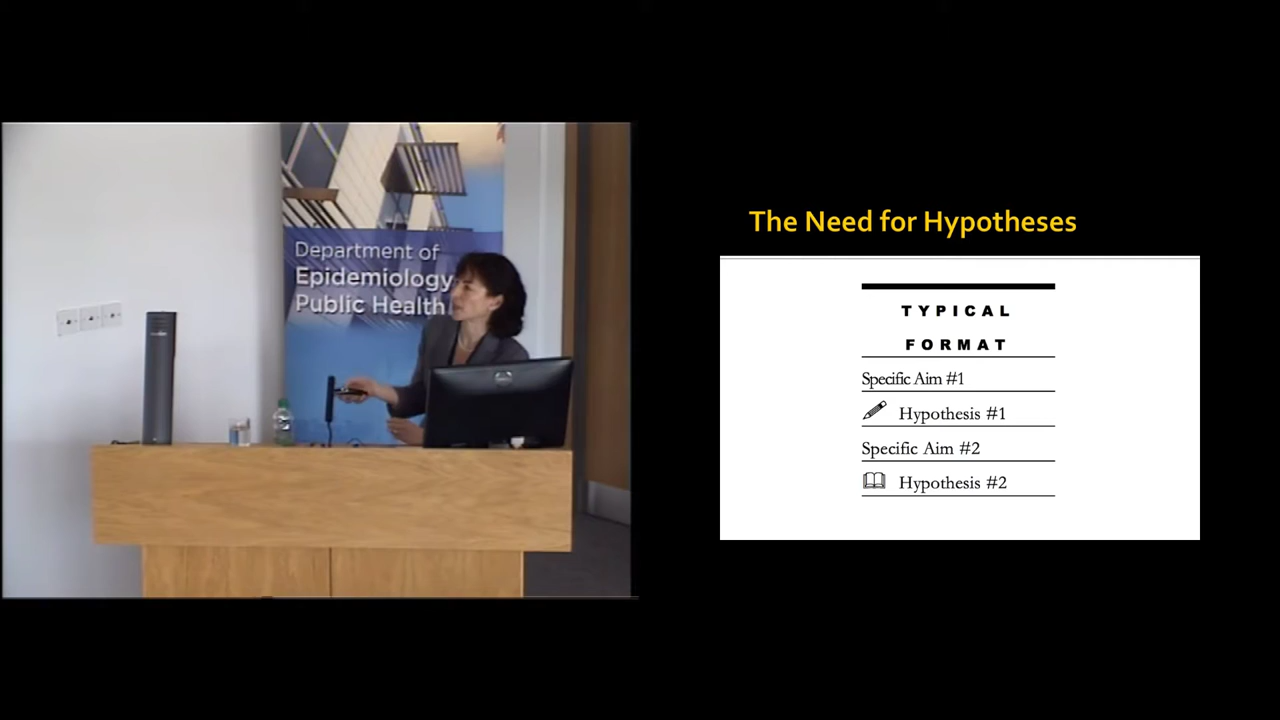 Department of
Epidemiology
Public Health
The Need for Hypotheses
TYPICAL
FORMAT
Specific Aim #1
Hypothesis #1
Specific Aim #2
Hypothesis #2